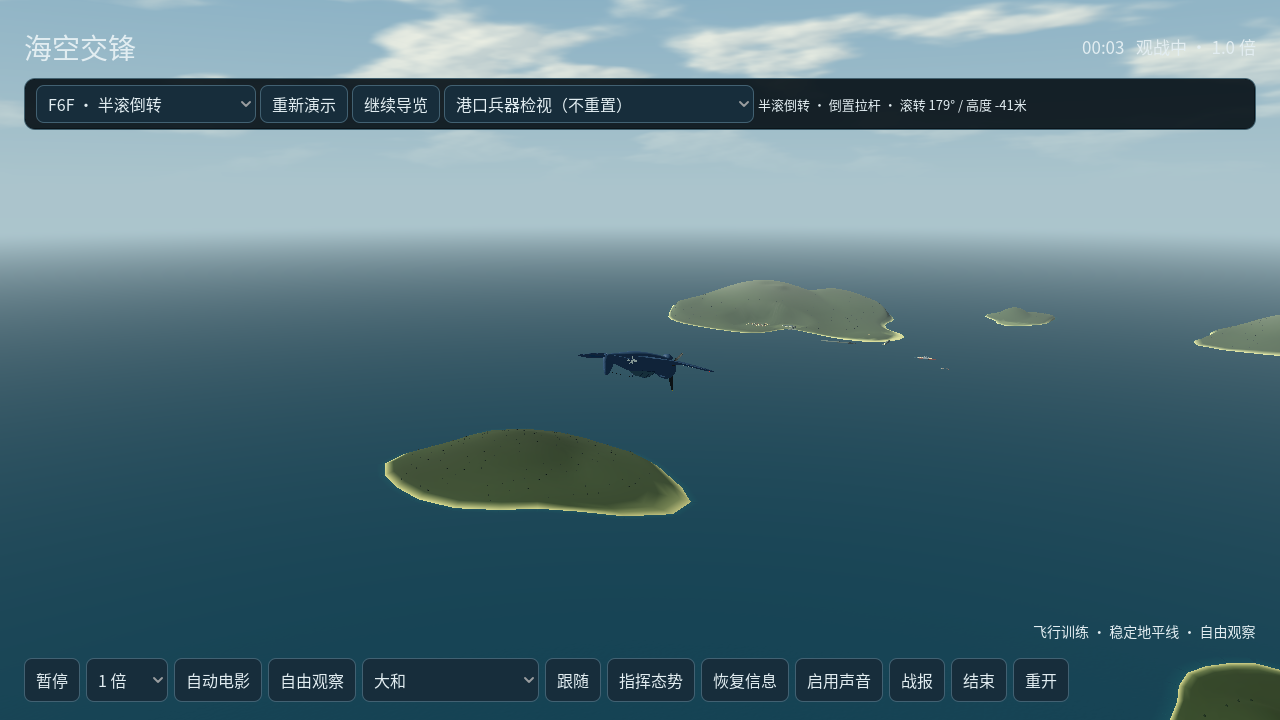 海空交锋
00:03 观战中 · 1.0 倍
F6F · 半滚倒转 重新演示 继续导览 港口兵器检视（不重置） 半滚倒转 · 倒置拉杆 · 滚转 179° / 高度 -41米
飞行训练 · 稳定地平线 · 自由观察
暂停 1 倍 自动电影 自由观察 大和 跟随 指挥态势 恢复信息 启用声音 战报 结束 重开